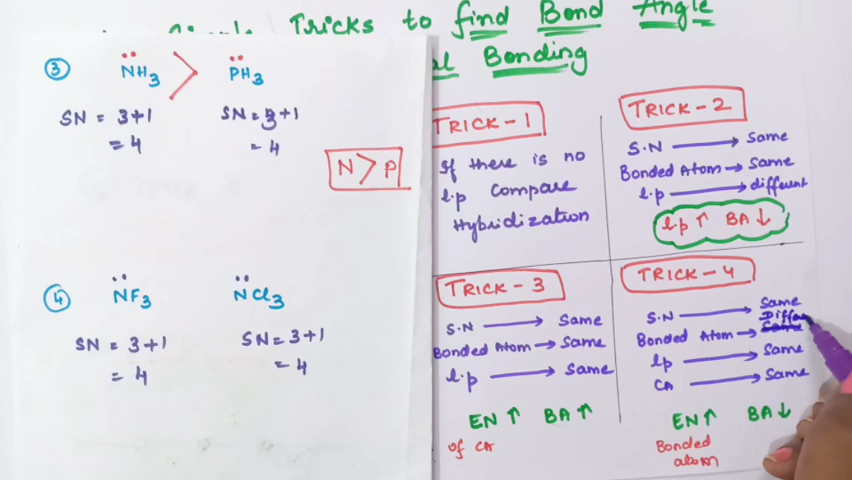 Tricks to find Bond Angle
Bonding
3
NH3 > PH3
SN = 3+1
= 4
SN = 3+1
= 4
N > P
4
NF3
NCl3
SN = 3+1
= 4
SN = 3+1
= 4
TRICK-1
If there is no
l.p Compare
Hybridization
TRICK-2
S.N → Same
Bonded Atom → Same
l.p → different
lp ↑ BA ↓
TRICK-3
S.N → Same
Bonded Atom → Same
l.p → Same
EN ↑ BA ↑
of CA
TRICK-4
S.N → Same
Bonded Atom →
lp → Same
CA → Same
EN ↑ BA ↓
Bonded
atom